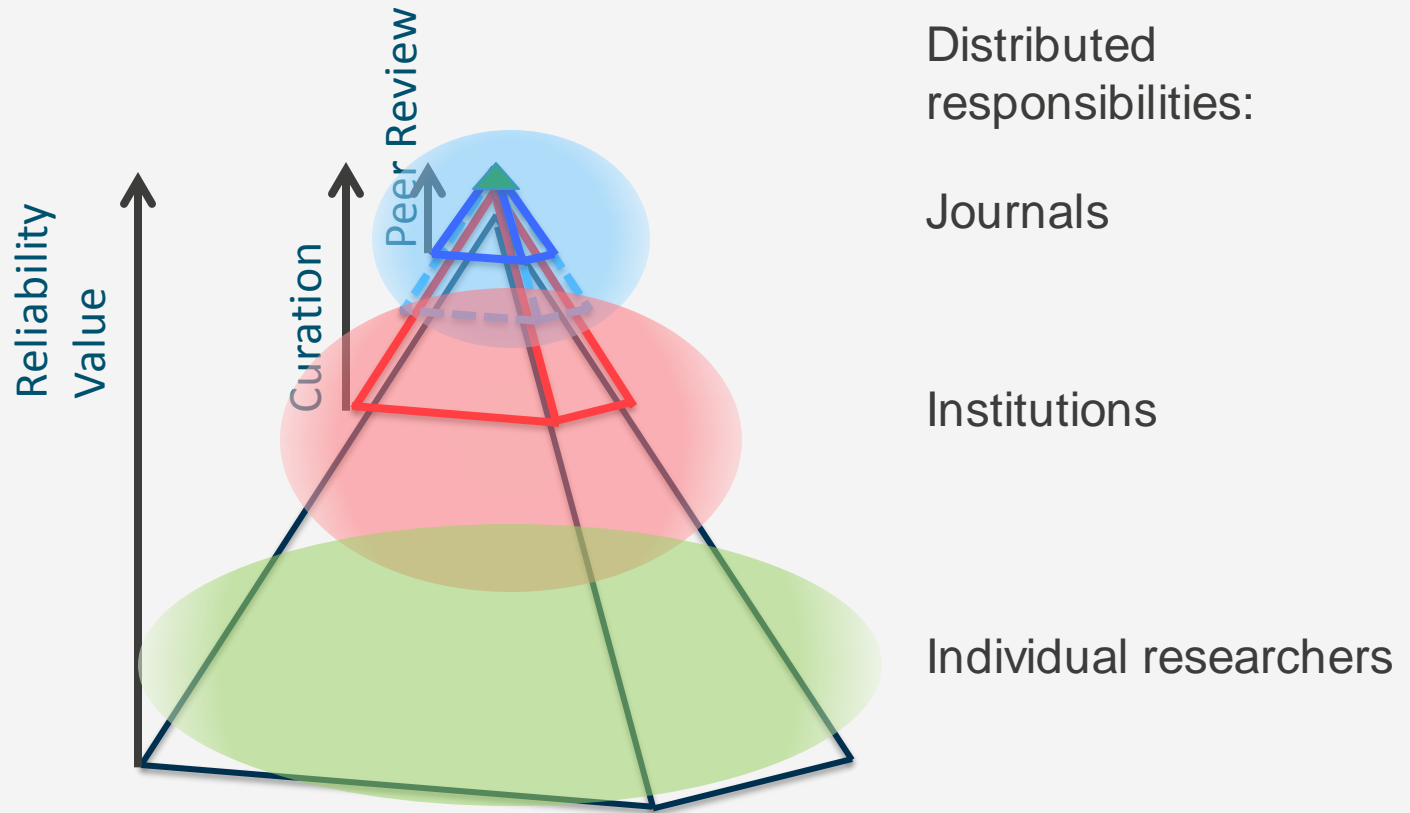 Reliability
Value
Curation
Peer Review
Distributed
responsibilities:
Journals
Institutions
Individual researchers